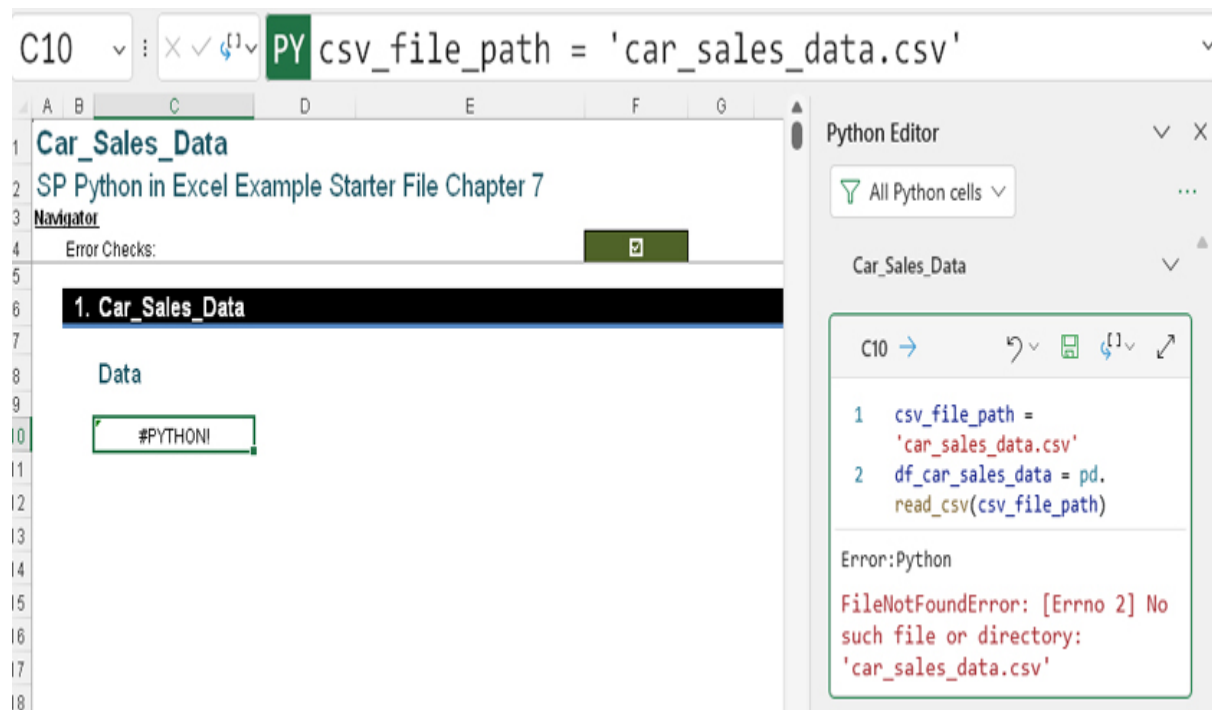 C10
PY csv_file_path = 'car_sales_data.csv'
A B C D E F G
1 Car_Sales_Data
2 SP Python in Excel Example Starter File Chapter 7
3 Navigator
4 Error Checks:
5
6 1. Car_Sales_Data
7
8 Data
9
10 #PYTHON!
11
12
13
14
15
16
17
18
Python Editor
All Python cells
...
Car_Sales_Data
C10
1 csv_file_path =
'car_sales_data.csv'
2 df_car_sales_data = pd.
read_csv(csv_file_path)
Error:Python
FileNotFoundError: [Errno 2] No
such file or directory:
'car_sales_data.csv'